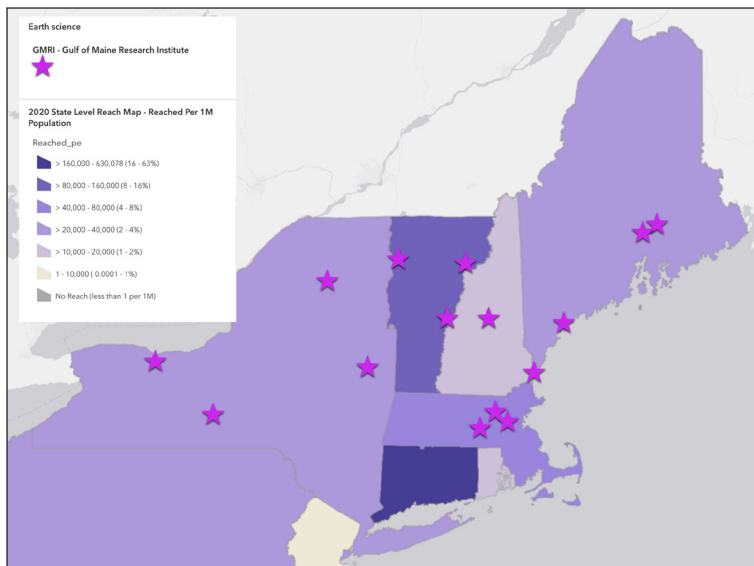 Earth science
GMRI - Gulf of Maine Research Institute
2020 State Level Reach Map - Reached Per 1M
Population
Reached_pe
> 160,000 - 630,078 (16 - 63%)
> 80,000 - 160,000 (8 - 16%)
> 40,000 - 80,000 (4 - 8%)
> 20,000 - 40,000 (2 - 4%)
> 10,000 - 20,000 (1 - 2%)
1 - 10,000 ( 0.0001 - 1%)
No Reach (less than 1 per 1M)